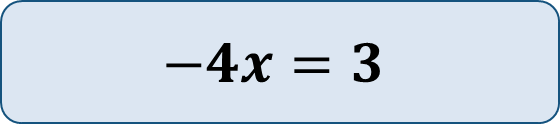 −4x = 3